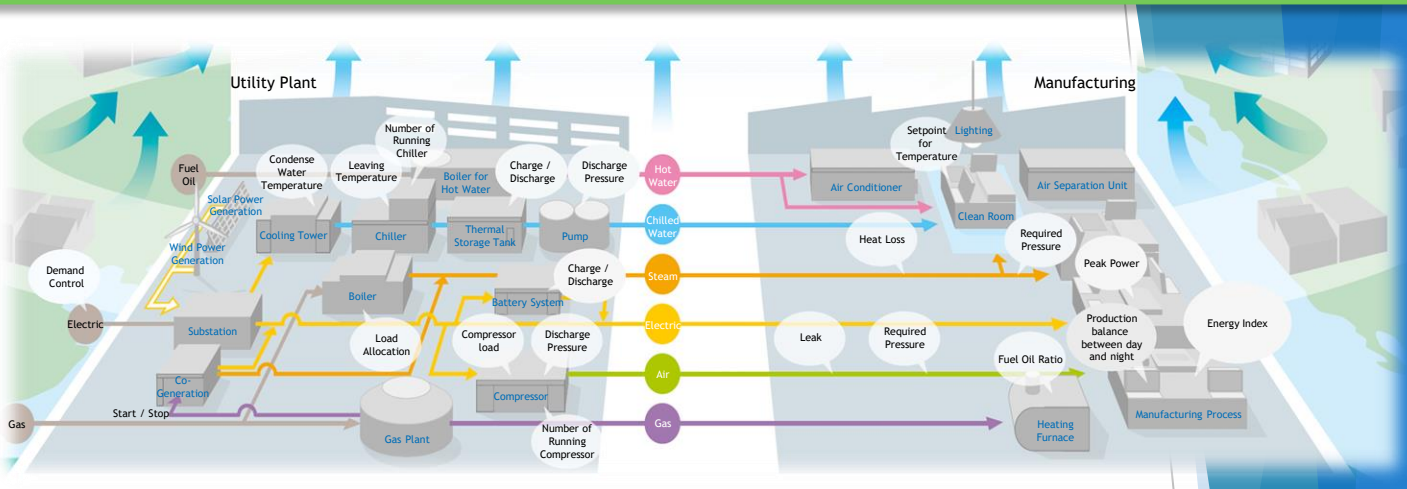 Utility Plant
Manufacturing
Number of
Running
Chiller
Setpoint
for
Temperature
Lighting
Fuel
Oil
Condense
Water
Temperature
Leaving
Temperature
Boiler for
Hot Water
Charge /
Discharge
Discharge
Pressure
Hot
Water
Air Conditioner
Air Separation Unit
Solar Power
Generation
Cooling Tower
Chiller
Thermal
Storage Tank
Pump
Chilled
Water
Clean Room
Heat Loss
Required
Pressure
Wind Power
Generation
Demand
Control
Boiler
Charge /
Discharge
Battery System
Steam
Peak Power
Electric
Substation
Load
Allocation
Compressor
load
Discharge
Pressure
Electric
Leak
Required
Pressure
Production
balance
between day
and night
Energy Index
Fuel Oil Ratio
Co-
Generation
Compressor
Air
Start / Stop
Gas
Gas Plant
Number of
Running
Compressor
Gas
Heating
Furnace
Manufacturing Process